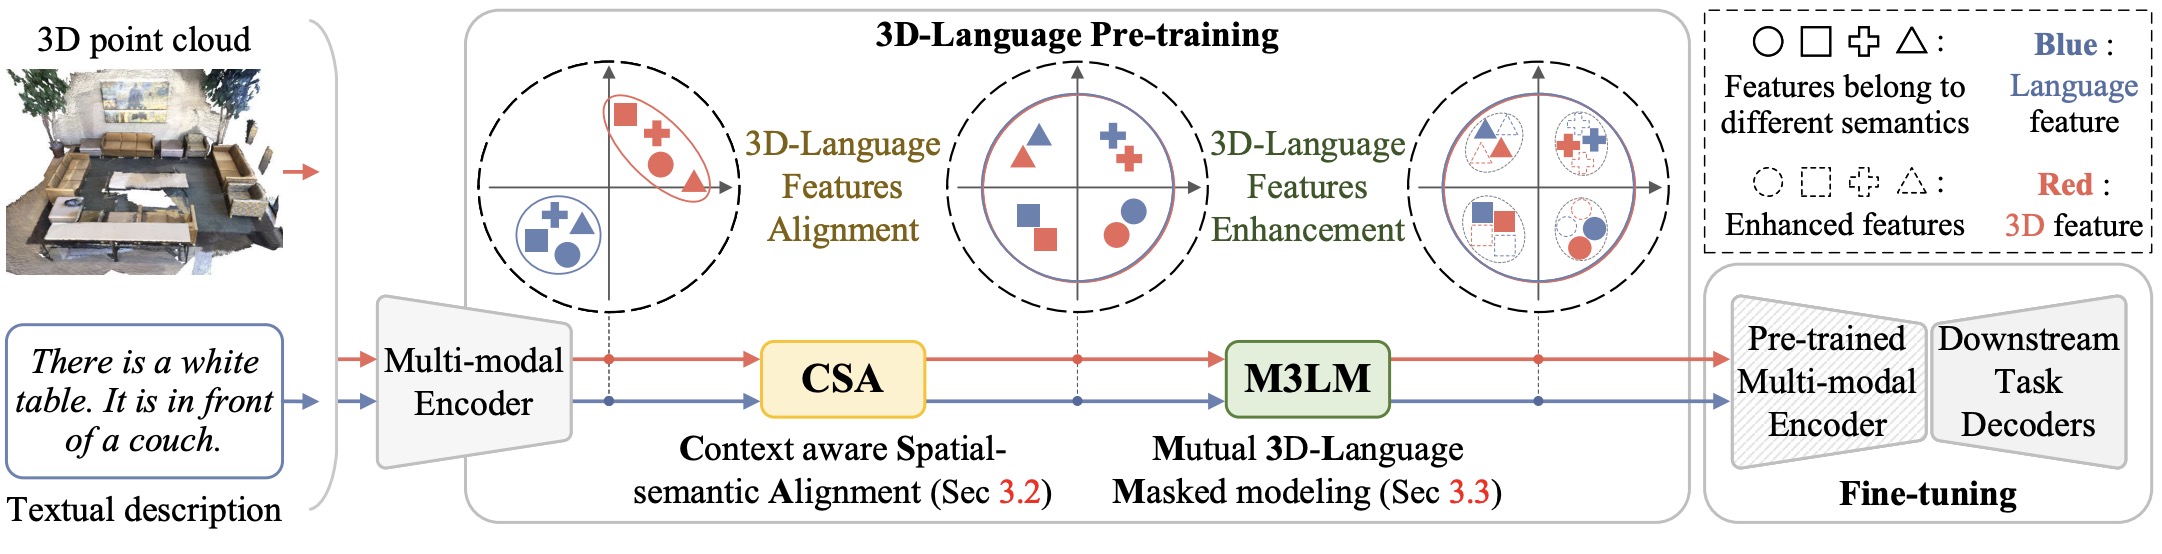 3D point cloud
There is a white
table. It is in front
of a couch.
Textual description
3D-Language Pre-training
3D-Language
Features
Alignment
3D-Language
Features
Enhancement
Multi-modal
Encoder
CSA
M3LM
Context aware Spatial-
semantic Alignment (Sec 3.2)
Mutual 3D-Language
Masked modeling (Sec 3.3)
:
Features belong to
different semantics
Blue :
Language
feature
:
Enhanced features
Red :
3D feature
Pre-trained
Multi-modal
Encoder
Downstream
Task
Decoders
Fine-tuning